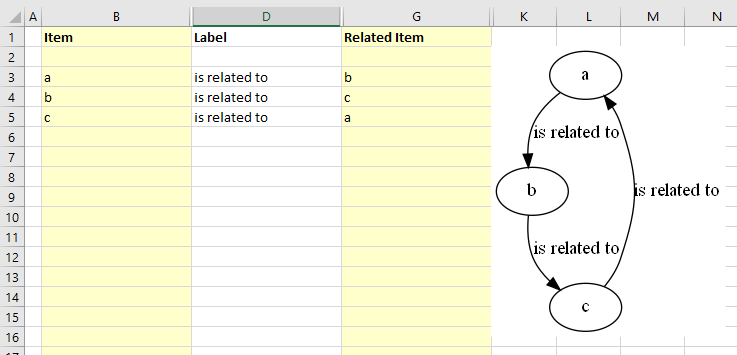 A B D G K L M N
1 Item Label Related Item
2
3 a is related to b
4 b is related to c
5 c is related to a
6
7
8
9
10
11
12
13
14
15
16
a
is related to
b
is related to
is related to
c